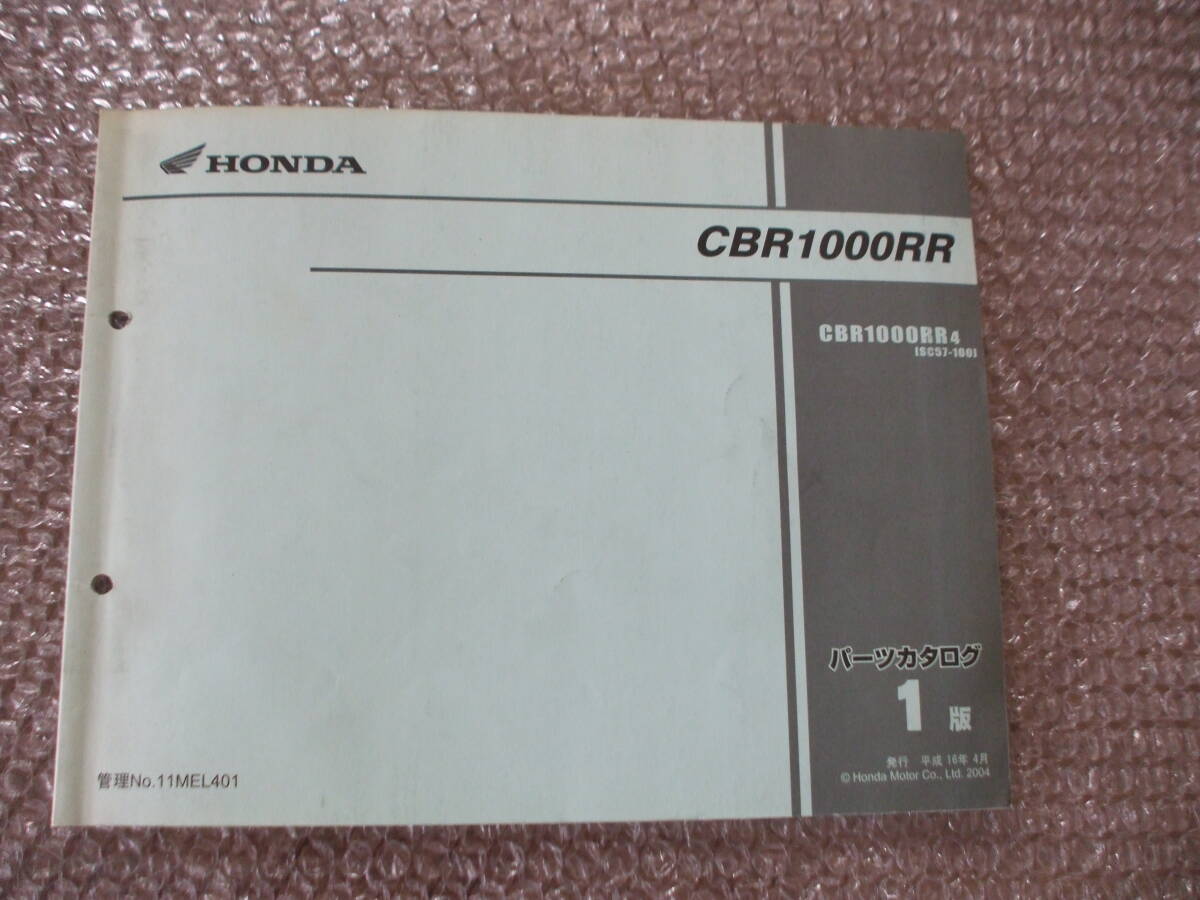 HONDA
CBR1000RR
CBR1000RR4
[SC57-100]
パーツカタログ
1 版
発行 平成 16年 4月
© Honda Motor Co., Ltd. 2004
管理No.11MEL401